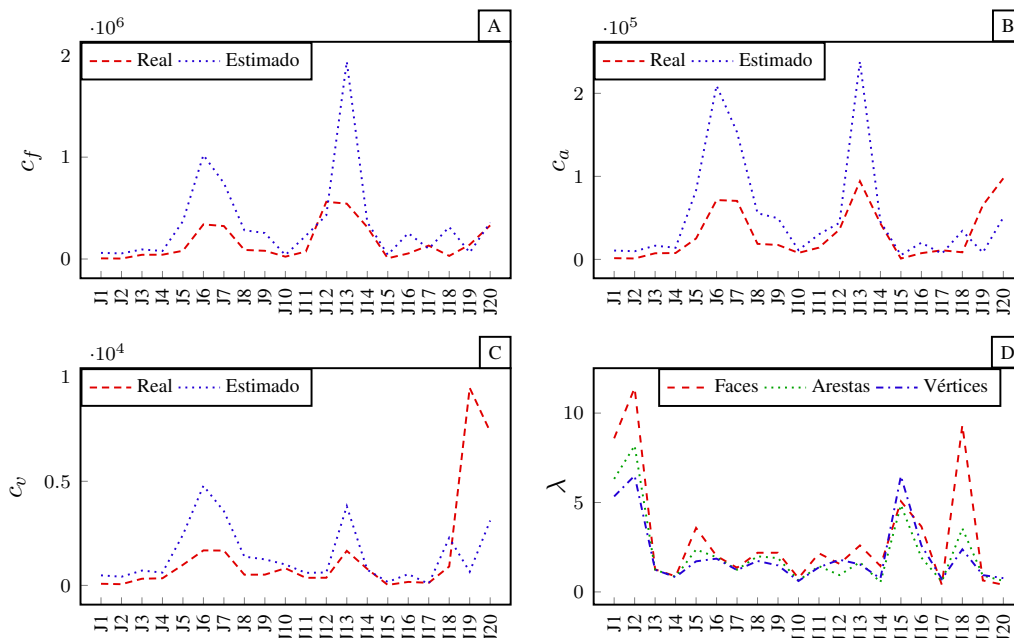 ·10^6
A
Real Estimado
2
1
0
c_f
J1 J2 J3 J4 J5 J6 J7 J8 J9 J10 J11 J12 J13 J14 J15 J16 J17 J18 J19 J20
·10^5
B
Real Estimado
2
1
0
c_a
J1 J2 J3 J4 J5 J6 J7 J8 J9 J10 J11 J12 J13 J14 J15 J16 J17 J18 J19 J20
·10^4
C
Real Estimado
1
0.5
0
c_v
J1 J2 J3 J4 J5 J6 J7 J8 J9 J10 J11 J12 J13 J14 J15 J16 J17 J18 J19 J20
D
Faces Arestas Vértices
10
5
0
λ
J1 J2 J3 J4 J5 J6 J7 J8 J9 J10 J11 J12 J13 J14 J15 J16 J17 J18 J19 J20